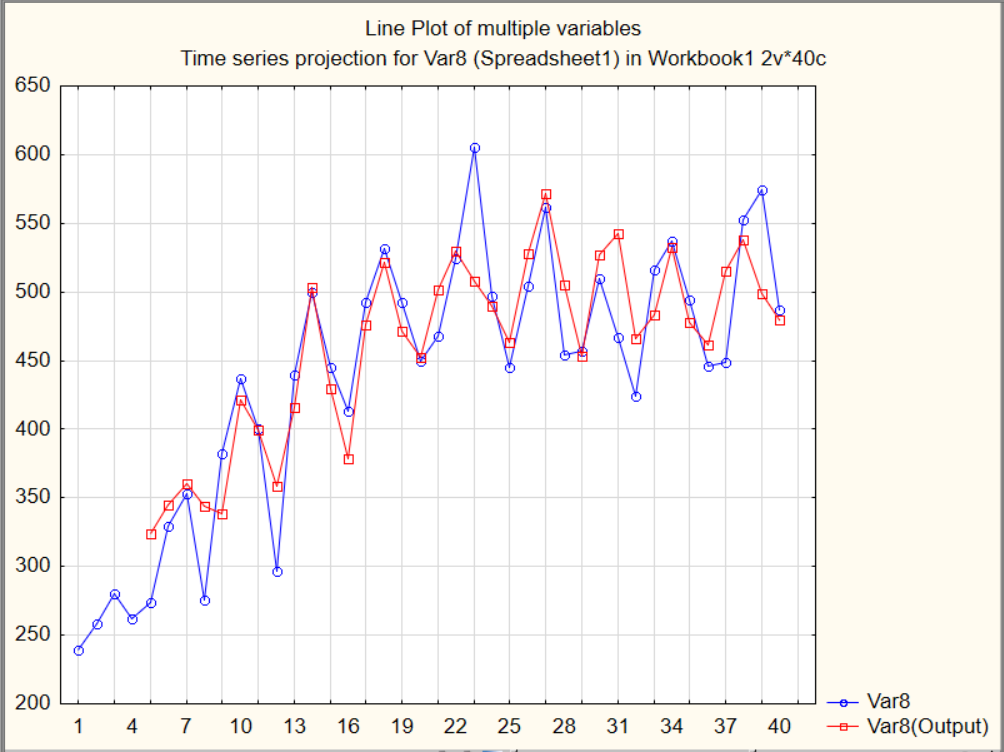 Line Plot of multiple variables
Time series projection for Var8 (Spreadsheet1) in Workbook1 2v*40c
650
600
550
500
450
400
350
300
250
200
1 4 7 10 13 16 19 22 25 28 31 34 37 40
Var8
Var8(Output)